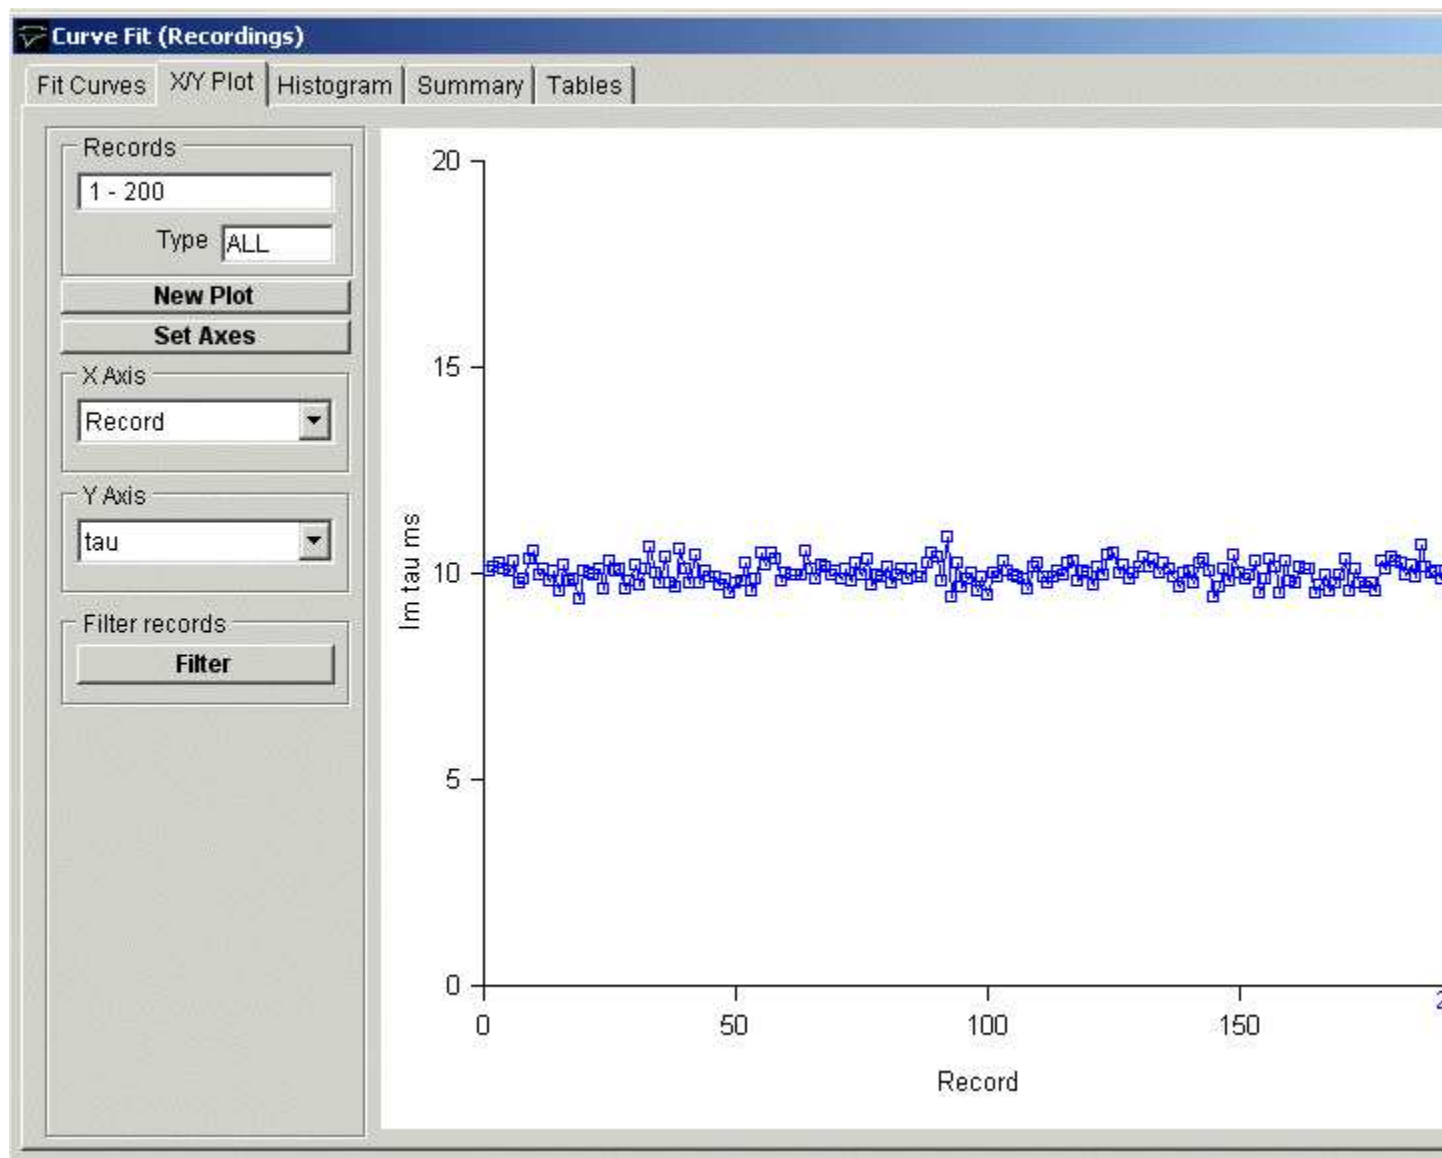 Curve Fit (Recordings)
Fit Curves X/Y Plot Histogram Summary Tables
Records
1 - 200
Type ALL
New Plot
Set Axes
X Axis
Record
Y Axis
tau
Filter records
Filter
20
15
10
5
0
Im tau ms
0 50 100 150
Record